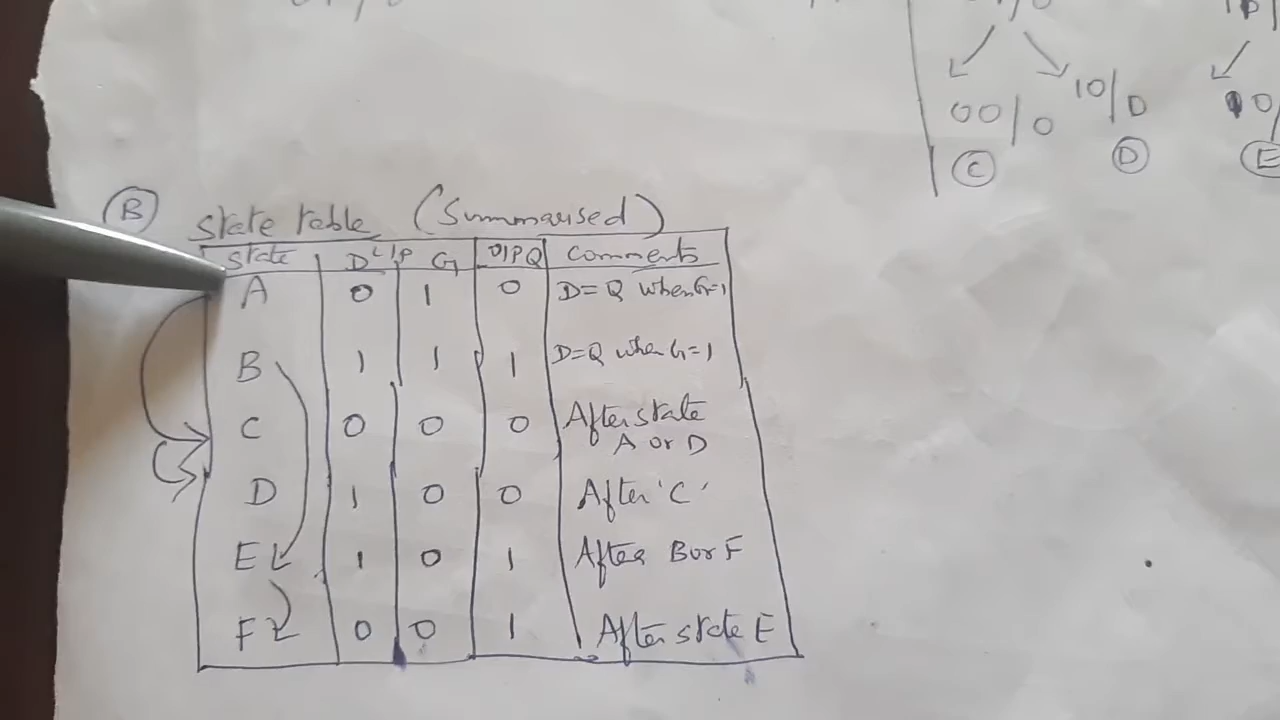 00/0
10/0
0
C
D
E
B
State table (Summarised)
State D I/P G O/P Q Comments
A 0 1 0 D=Q when G=1
B 1 1 1 D=Q when G=1
C 0 0 0 After state
A or D
D 1 0 0 After 'C'
E 1 0 1 After B or F
F 0 0 1 After state E